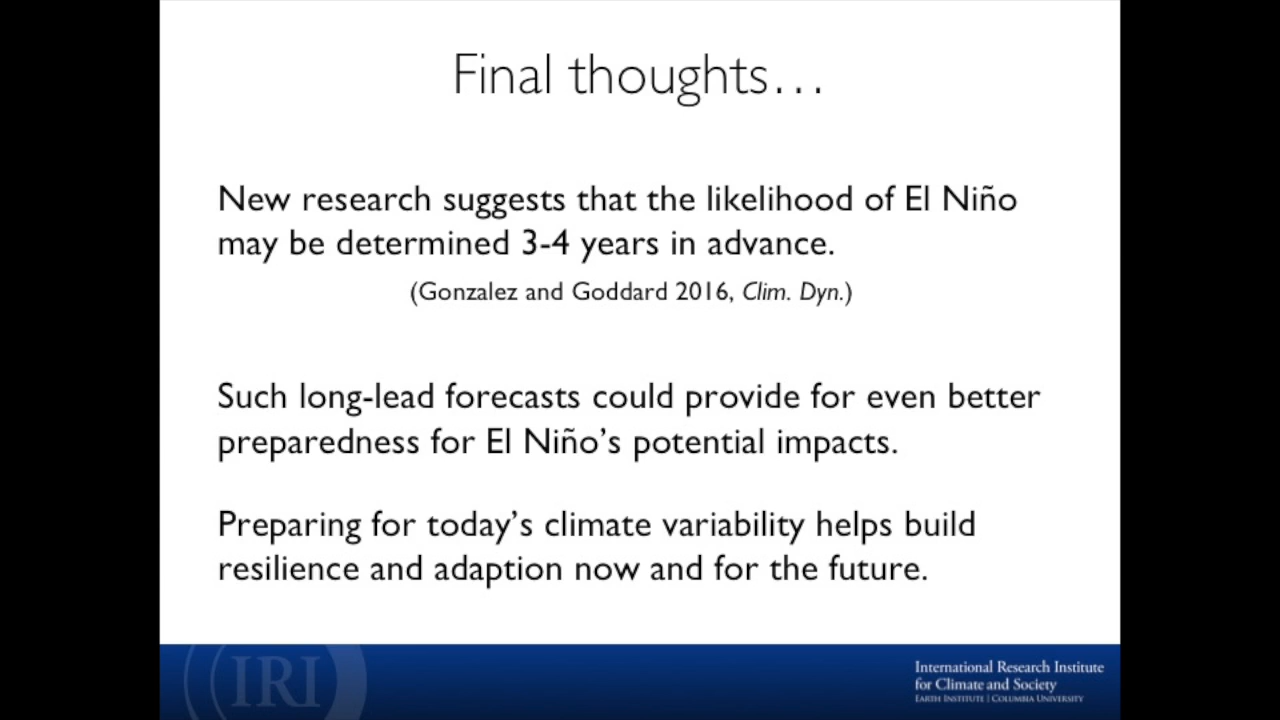 Final thoughts…
New research suggests that the likelihood of El Niño
may be determined 3-4 years in advance.
(Gonzalez and Goddard 2016, Clim. Dyn.)
Such long-lead forecasts could provide for even better
preparedness for El Niño’s potential impacts.
Preparing for today’s climate variability helps build
resilience and adaption now and for the future.
IRI
International Research Institute
for Climate and Society
EARTH INSTITUTE | COLUMBIA UNIVERSITY